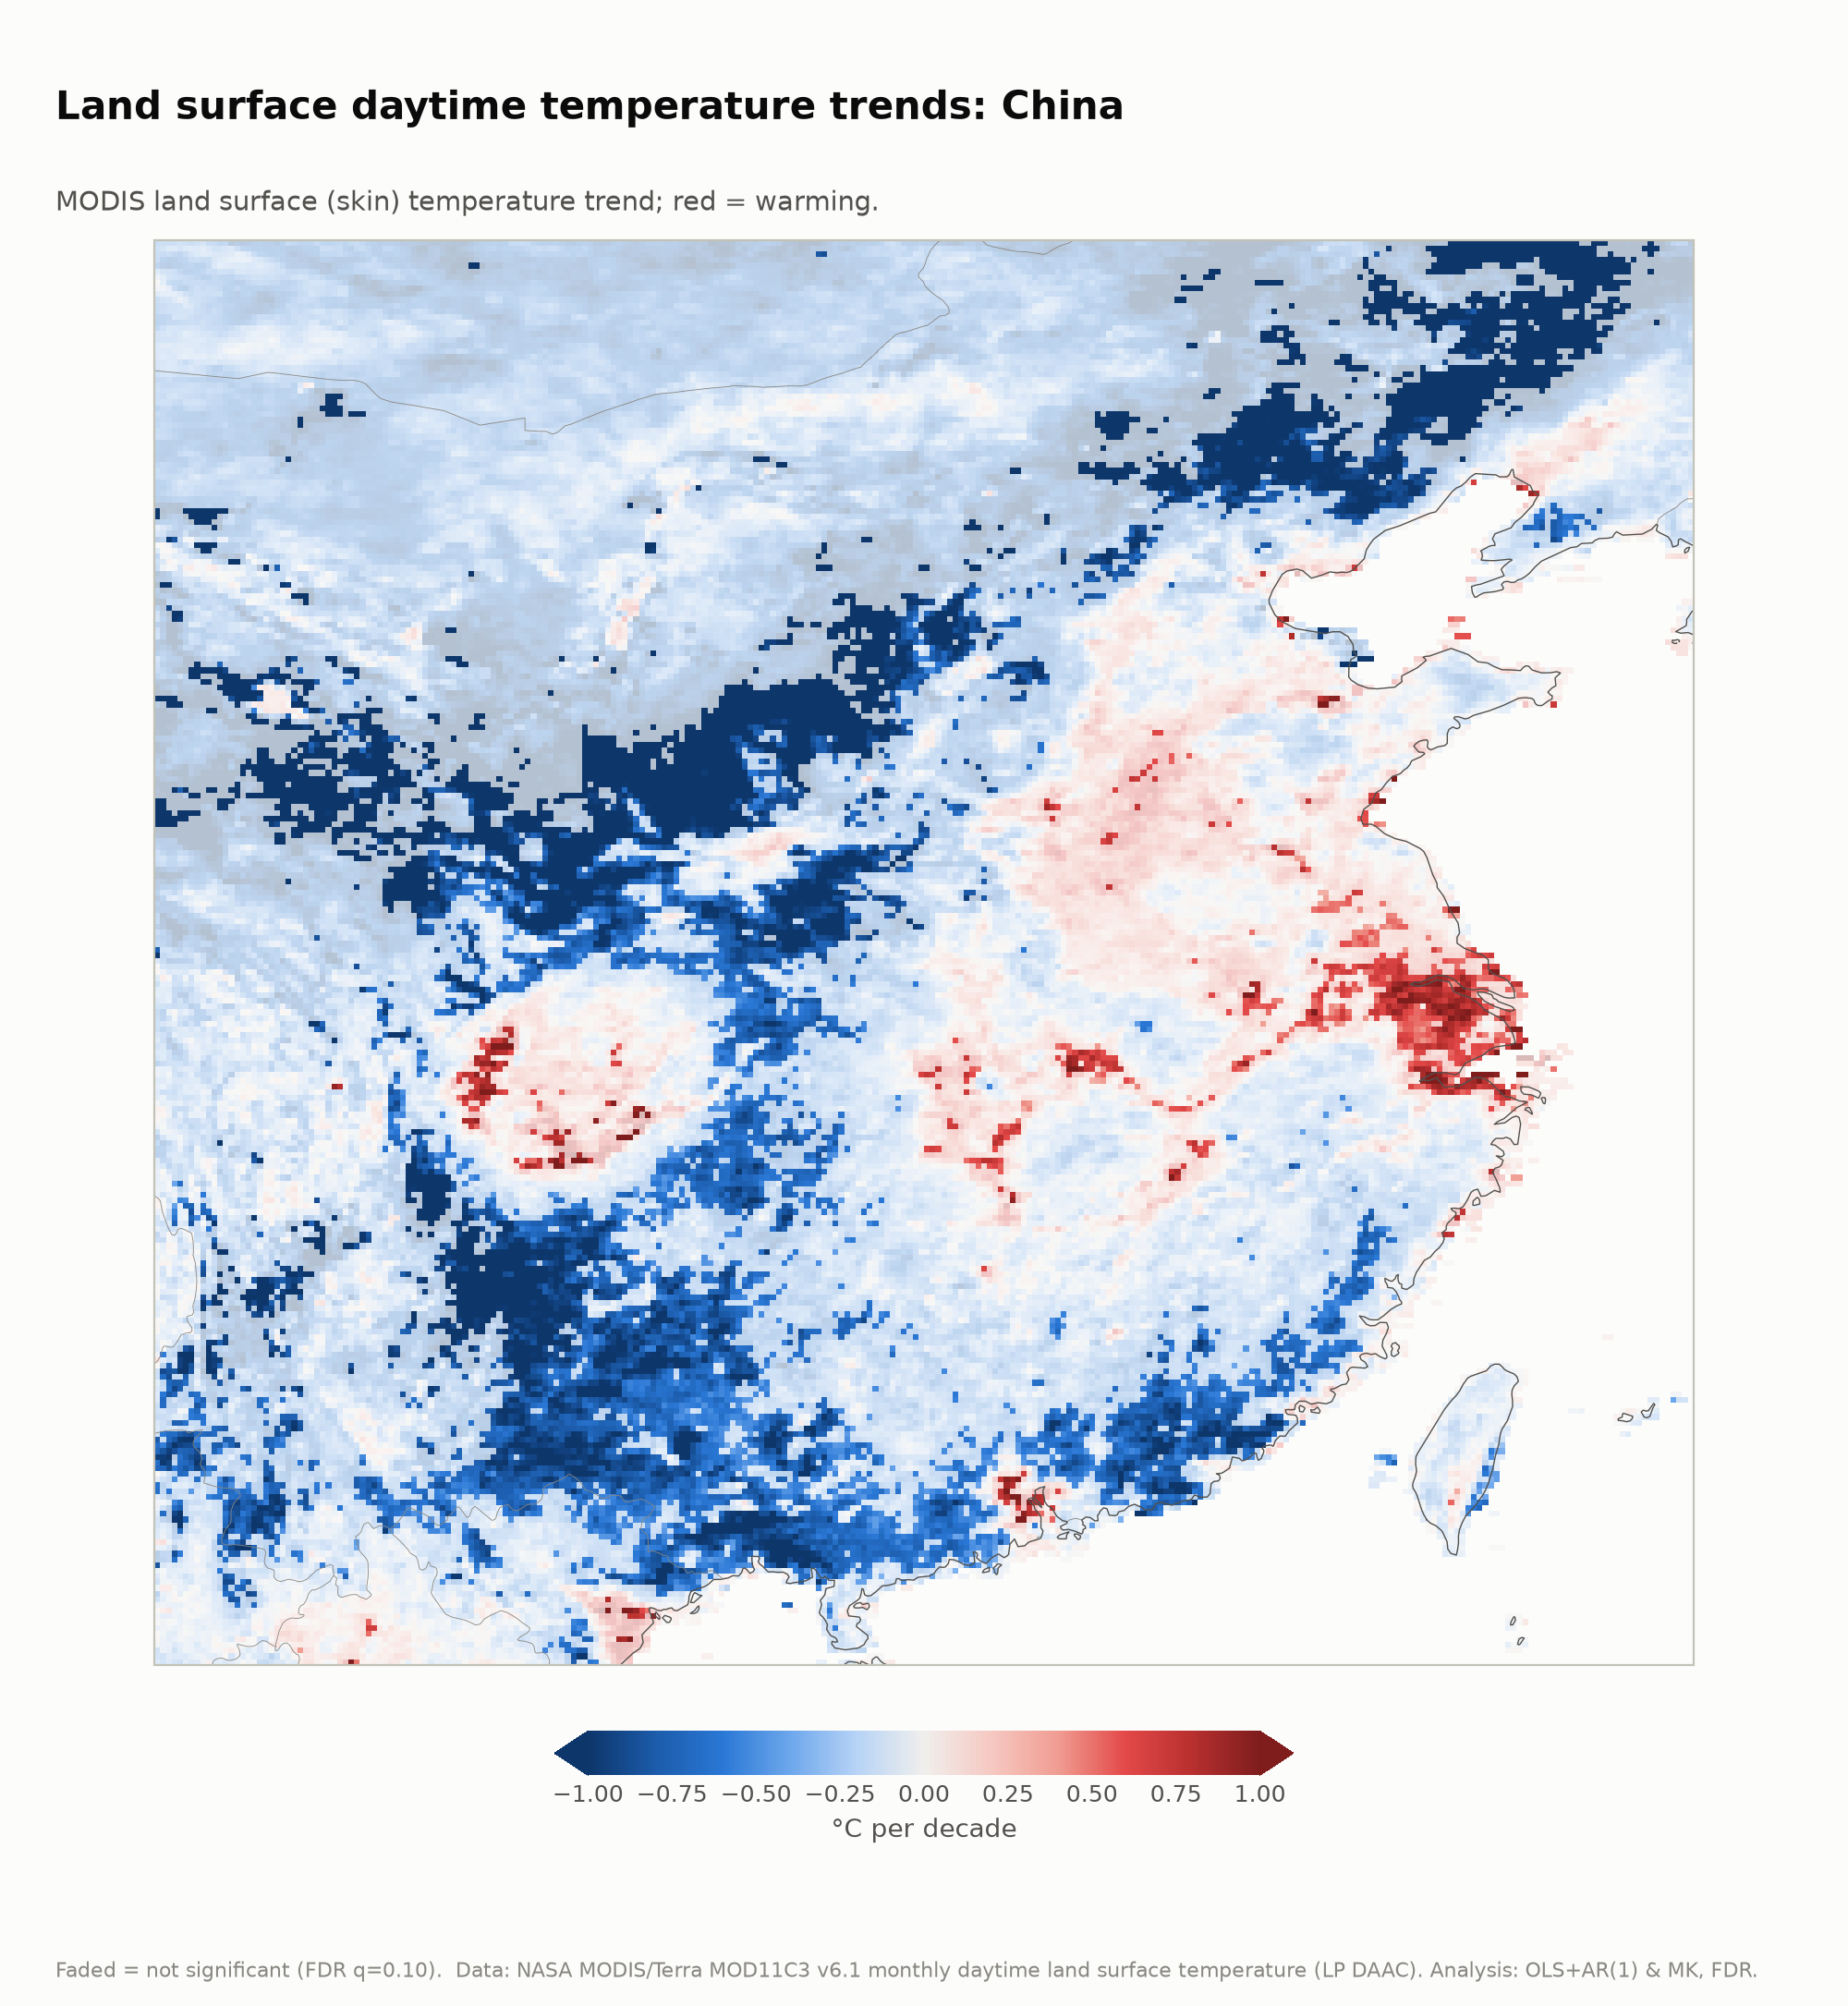 Land surface daytime temperature trends: China
MODIS land surface (skin) temperature trend; red = warming.
−1.00 −0.75 −0.50 −0.25 0.00 0.25 0.50 0.75 1.00
°C per decade
Faded = not significant (FDR q=0.10).  Data: NASA MODIS/Terra MOD11C3 v6.1 monthly daytime land surface temperature (LP DAAC). Analysis: OLS+AR(1) & MK, FDR.